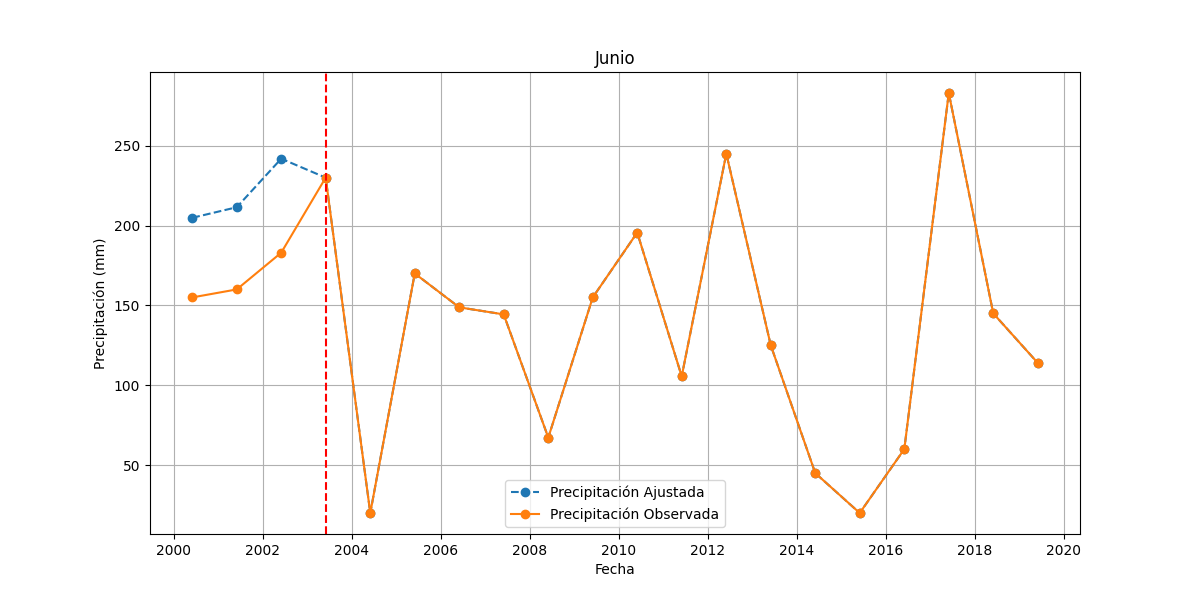 Junio
Precipitación (mm)
250
200
150
100
50
Precipitación Ajustada
Precipitación Observada
2000 2002 2004 2006 2008 2010 2012 2014 2016 2018 2020
Fecha